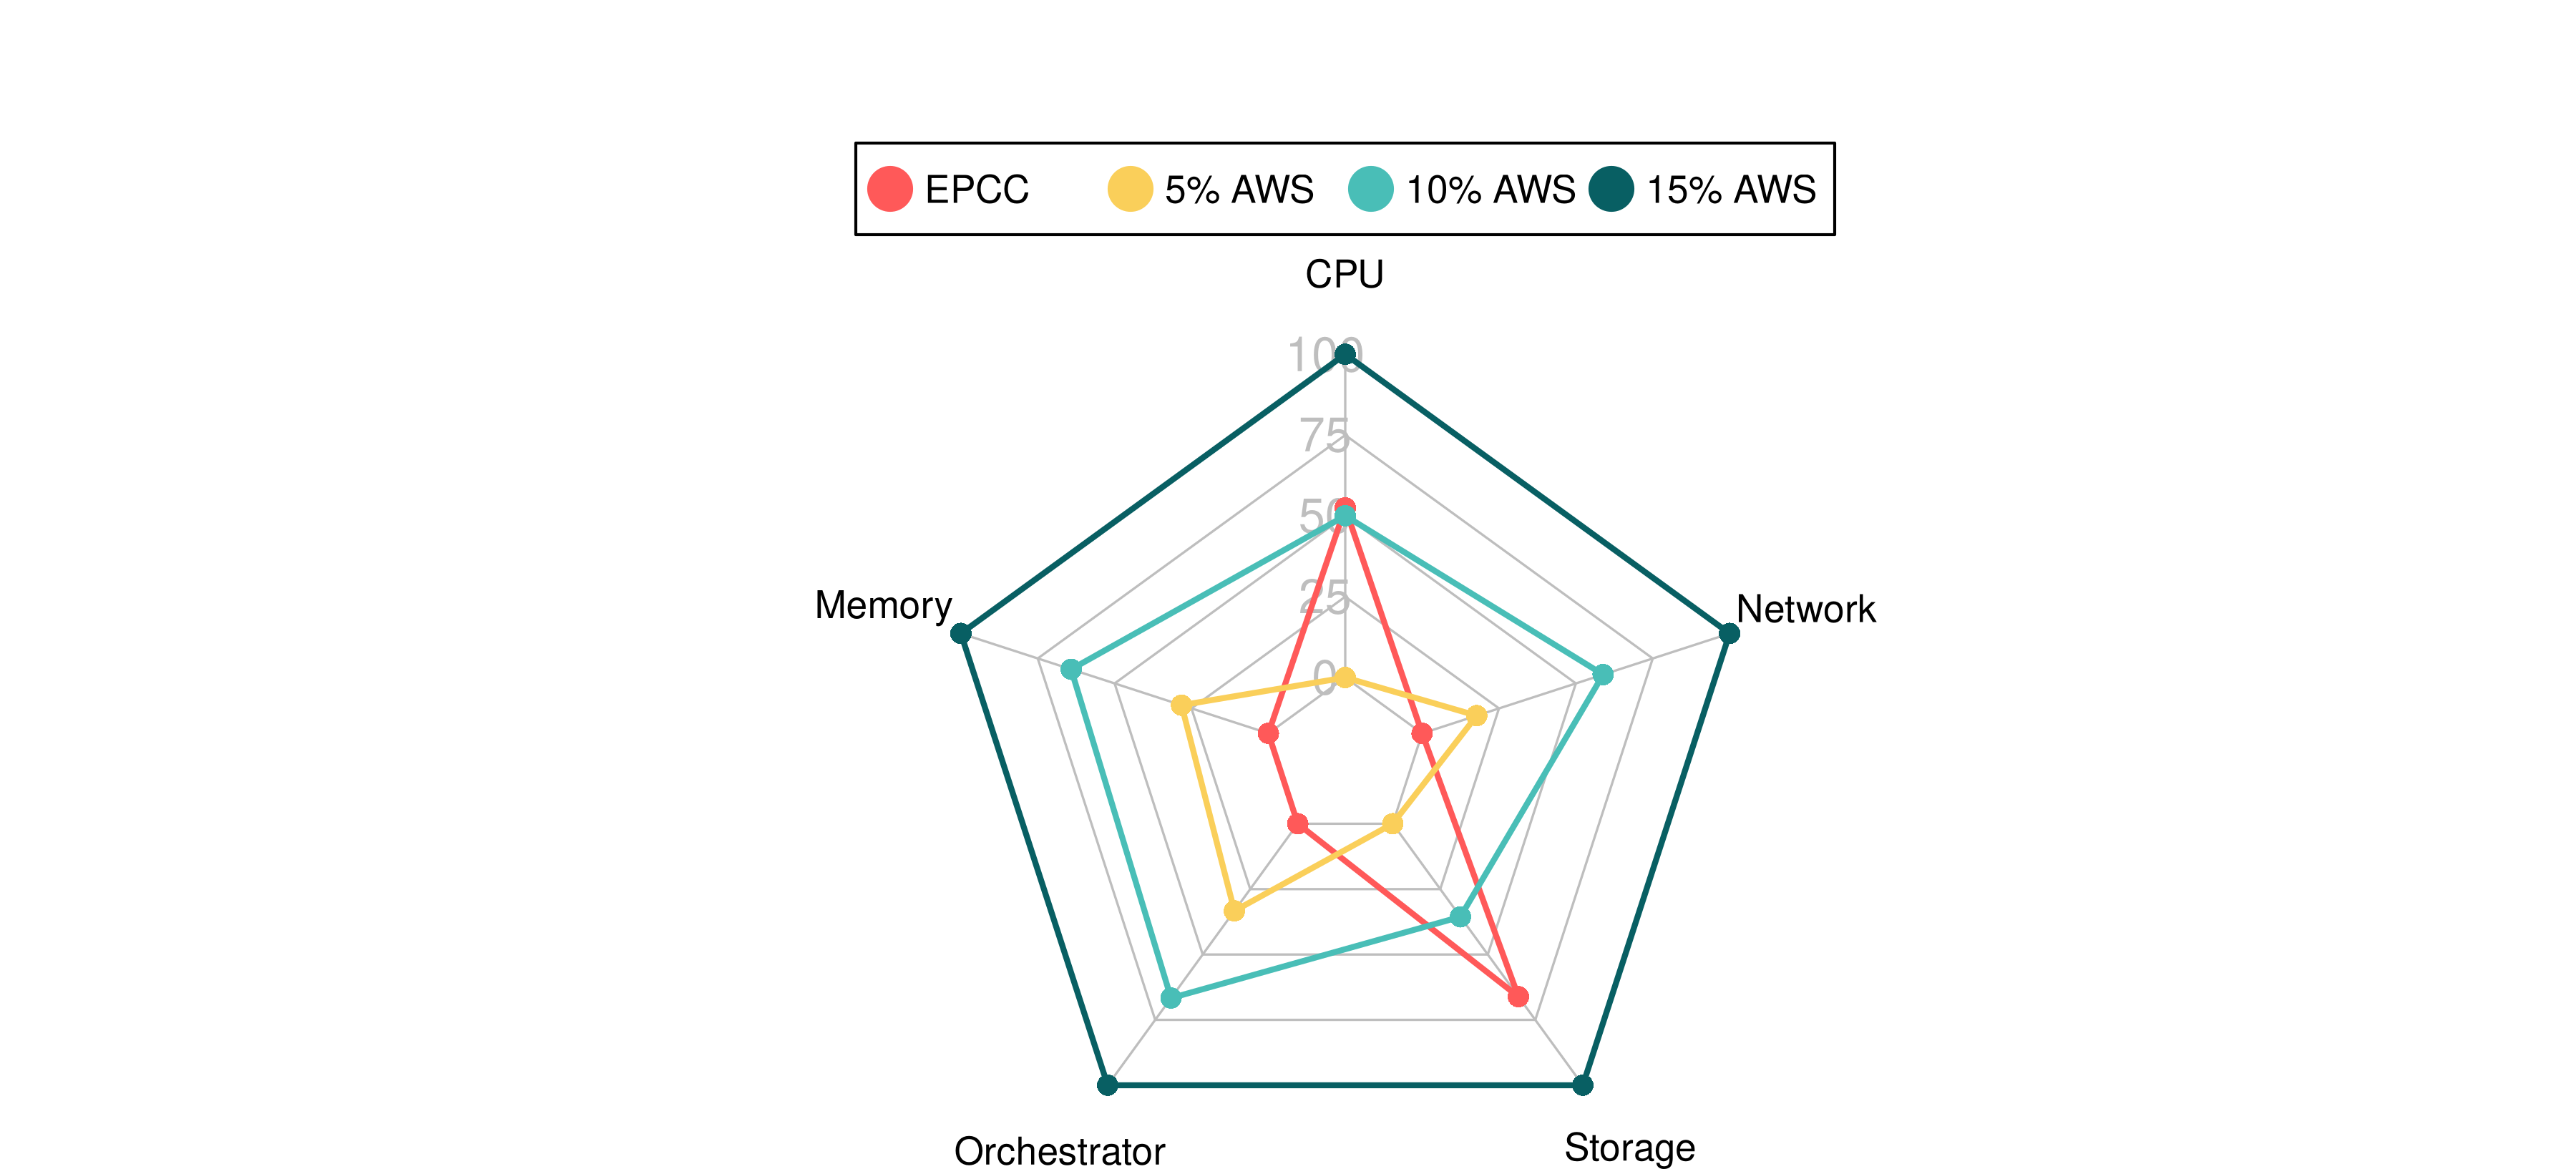 EPCC 5% AWS 10% AWS 15% AWS
CPU
100
75
50
25
0
Memory
Network
Orchestrator
Storage